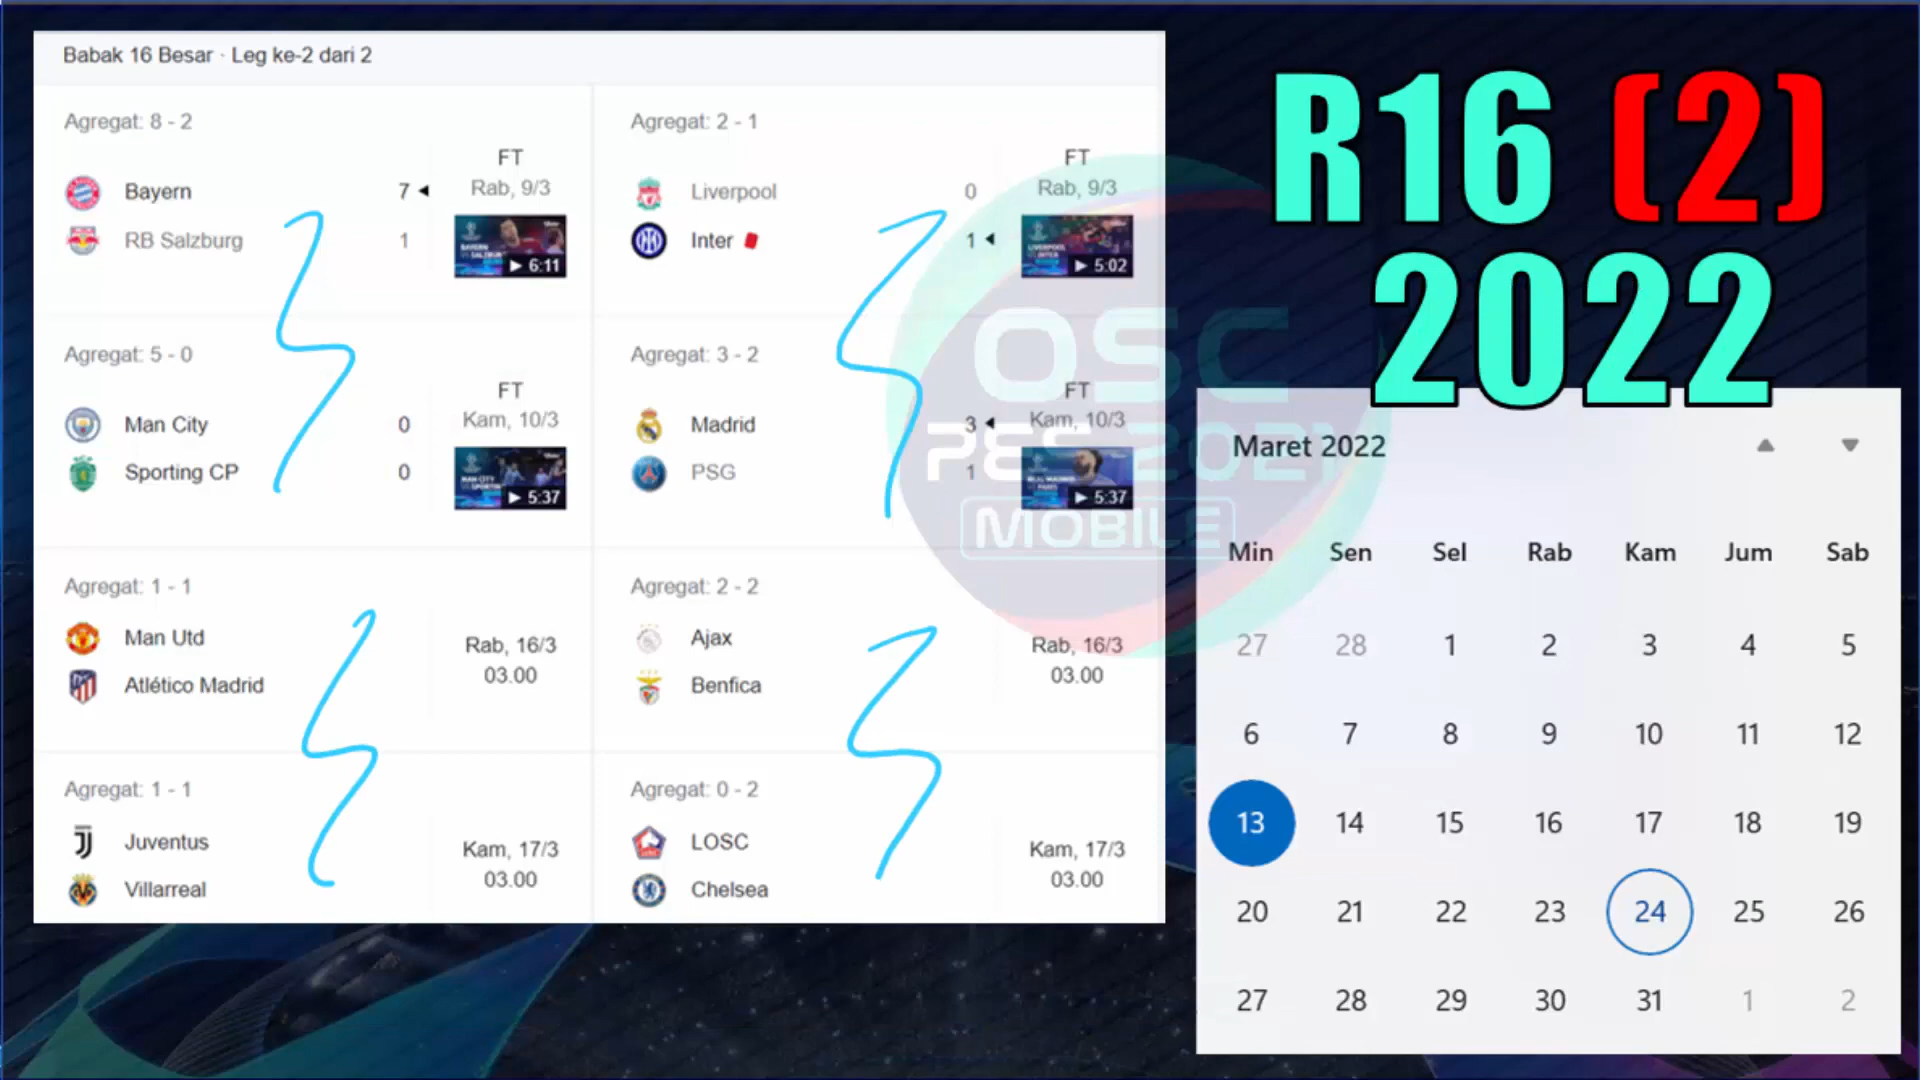 Babak 16 Besar · Leg ke-2 dari 2
Agregat: 8 - 2
Bayern 7
RB Salzburg 1
FT
Rab, 9/3
6:11
Agregat: 2 - 1
Liverpool 0
Inter 1
FT
Rab, 9/3
5:02
Agregat: 5 - 0
Man City 0
Sporting CP 0
FT
Kam, 10/3
5:37
Agregat: 3 - 2
Madrid 3
PSG 1
FT
Kam, 10/3
5:37
Agregat: 1 - 1
Man Utd
Atlético Madrid
Rab, 16/3
03.00
Agregat: 2 - 2
Ajax
Benfica
Rab, 16/3
03.00
Agregat: 1 - 1
Juventus
Villarreal
Kam, 17/3
03.00
Agregat: 0 - 2
LOSC
Chelsea
Kam, 17/3
03.00
OSC
PES 2021
MOBILE
R16 (2)
2022
Maret 2022
Min Sen Sel Rab Kam Jum Sab
27 28 1 2 3 4 5
6 7 8 9 10 11 12
13 14 15 16 17 18 19
20 21 22 23 24 25 26
27 28 29 30 31 1 2